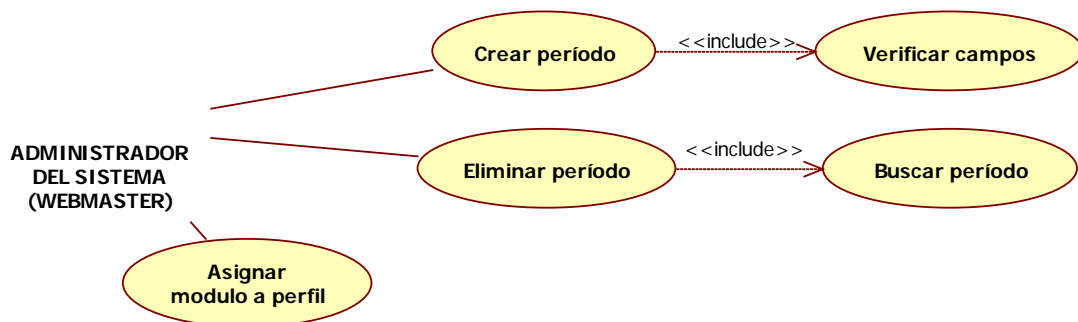 Crear período
<<include>>
Verificar campos
ADMINISTRADOR
DEL SISTEMA
(WEBMASTER)
Eliminar período
<<include>>
Buscar período
Asignar
modulo a perfil